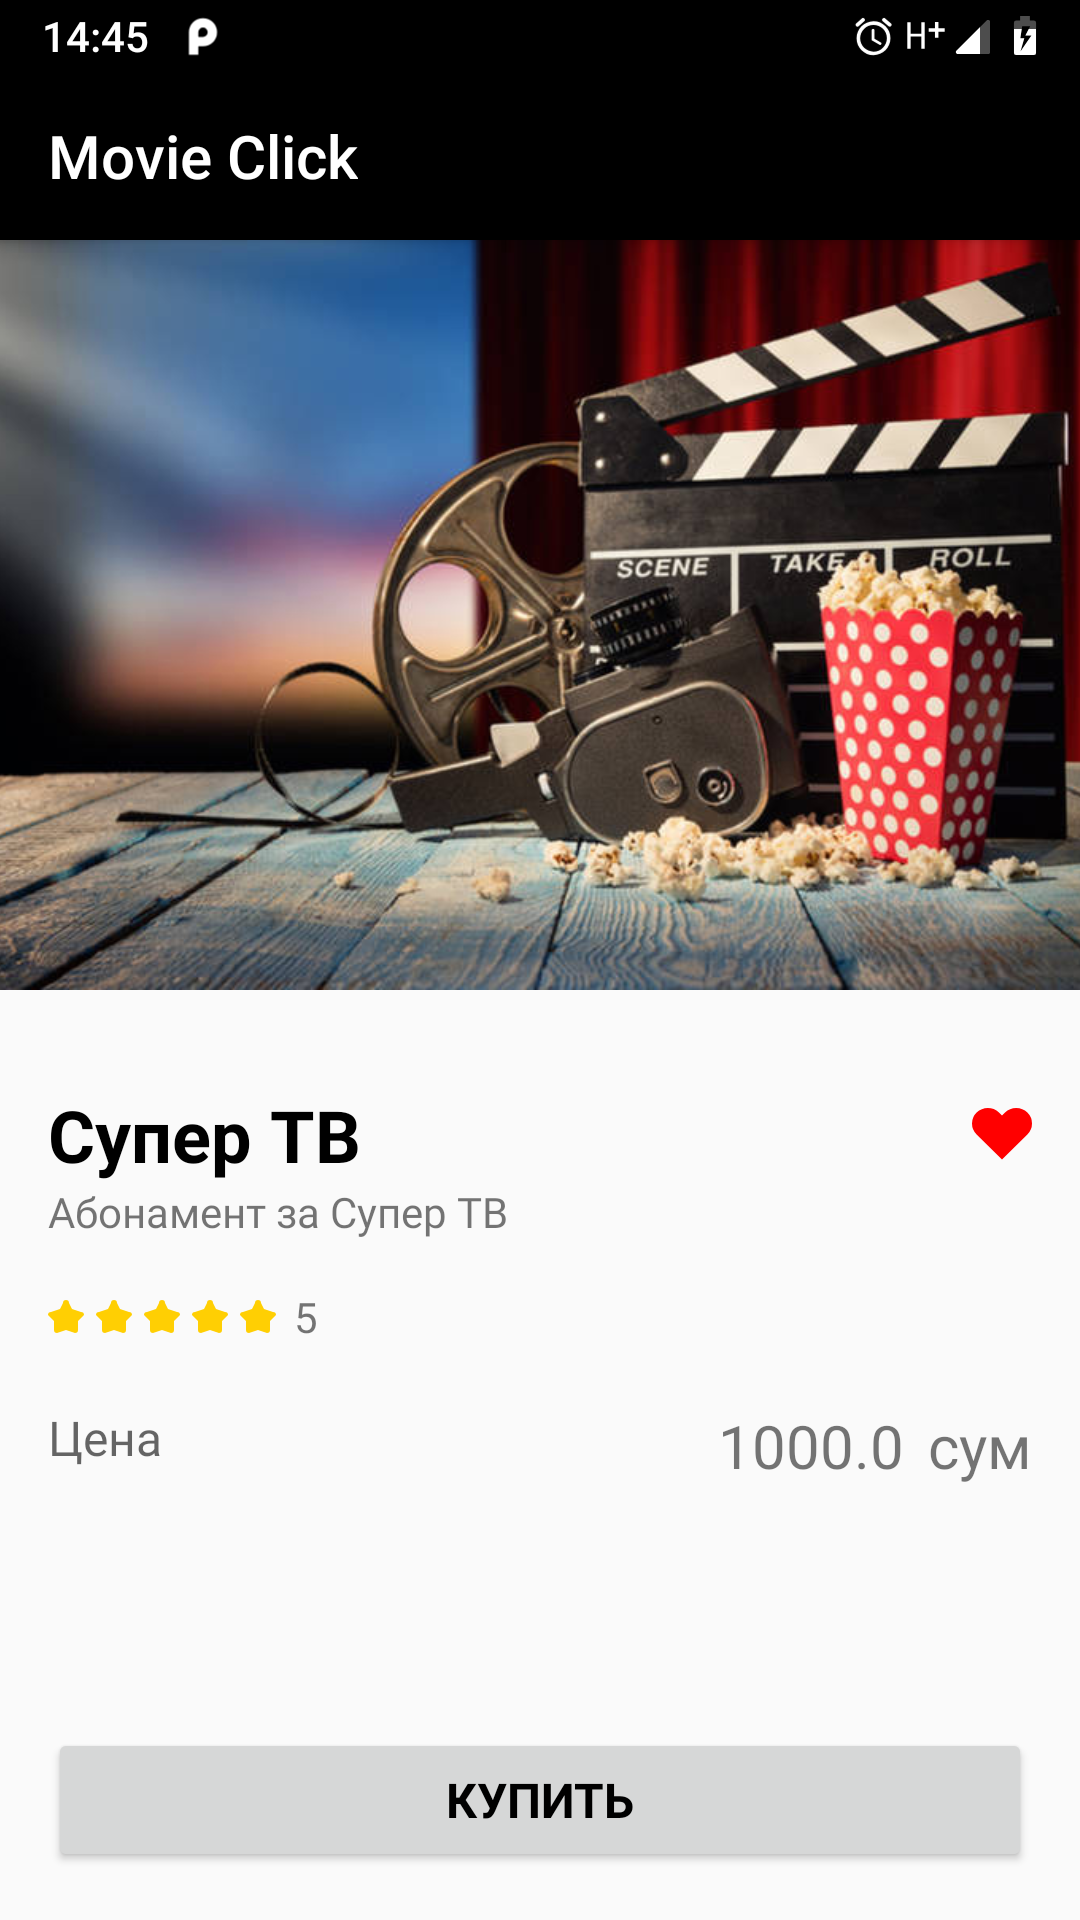 14:45 H+
Movie Click
SCENE TAKE ROLL
Супер ТВ
Абонамент за Супер ТВ
5
Цена 1000.0 сум
КУПИТЬ